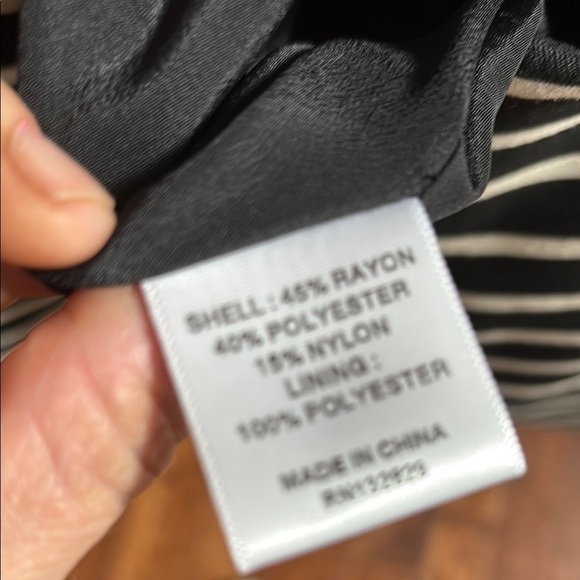 SHELL : 45% RAYON
40% POLYESTER
15% NYLON
LINING :
100% POLYESTER
MADE IN CHINA
RN132929